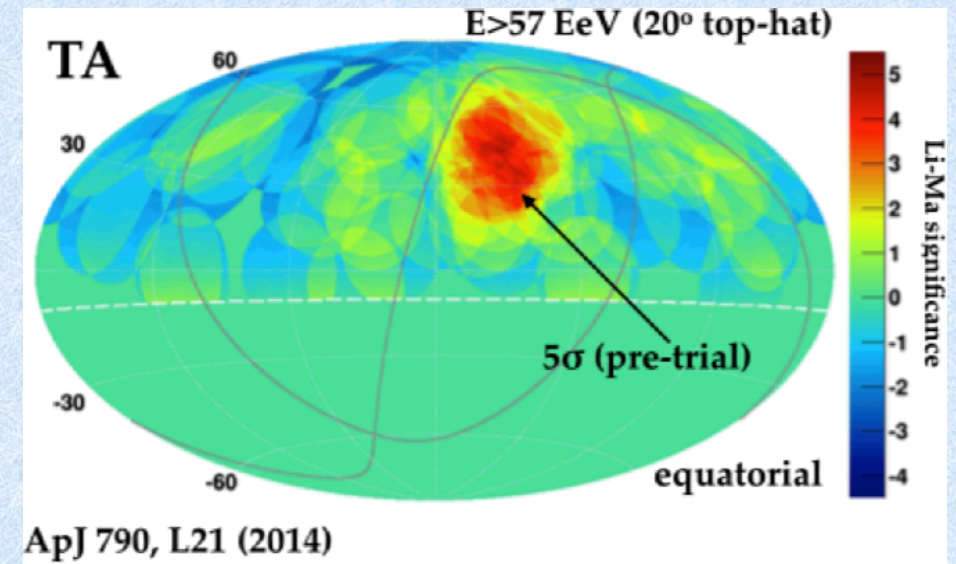 E>57 EeV (20° top-hat)
TA
60
30
-30
-60
5σ (pre-trial)
equatorial
5
4
3
2
1
0
-1
-2
-3
-4
Li-Ma significance
ApJ 790, L21 (2014)